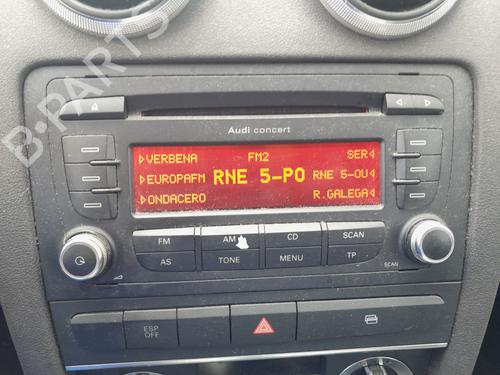 Audi concert
VERBENA FM2 SER
EUROPAFM RNE 5-PO RNE 5-OU
ONDACERO R.GALEGA
FM AM CD SCAN
AS TONE MENU TP
SCAN
ESP
OFF
B-PARTS